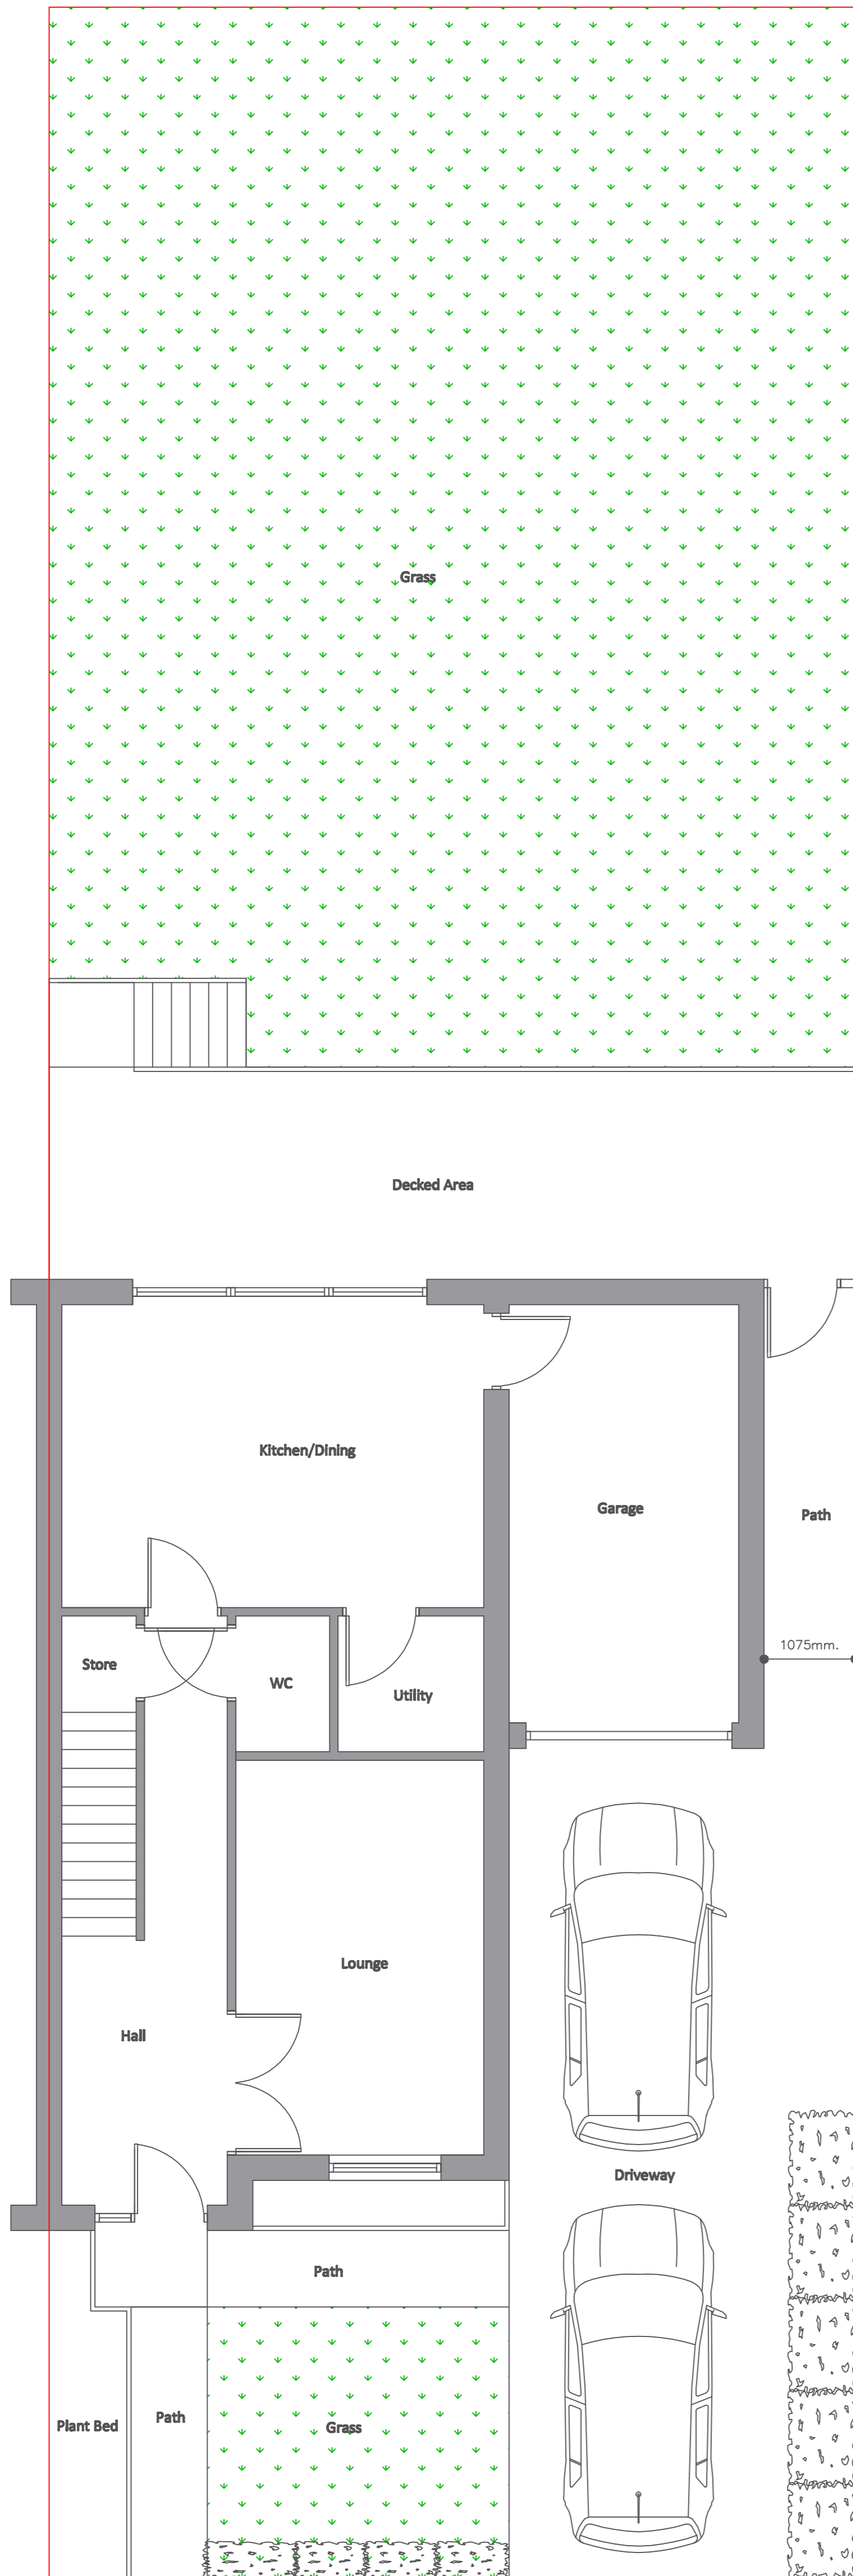 Grass
Decked Area
Kitchen/Dining
Garage
Path
1075mm.
Store
WC
Utility
Lounge
Hall
Driveway
Path
Path
Plant Bed
Grass